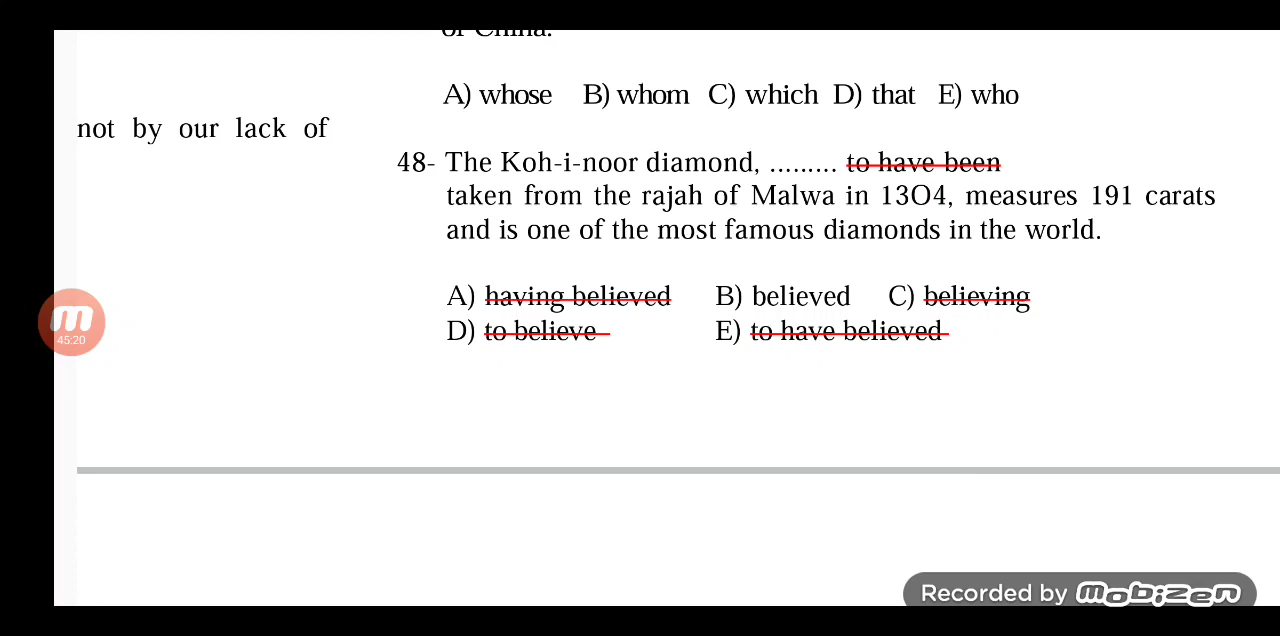 of China.
A) whose B) whom C) which D) that E) who
not by our lack of
48- The Koh-i-noor diamond, ......... to have been
taken from the rajah of Malwa in 13O4, measures 191 carats
and is one of the most famous diamonds in the world.
A) having believed B) believed C) believing
D) to believe E) to have believed
45:20
Recorded by mobizen